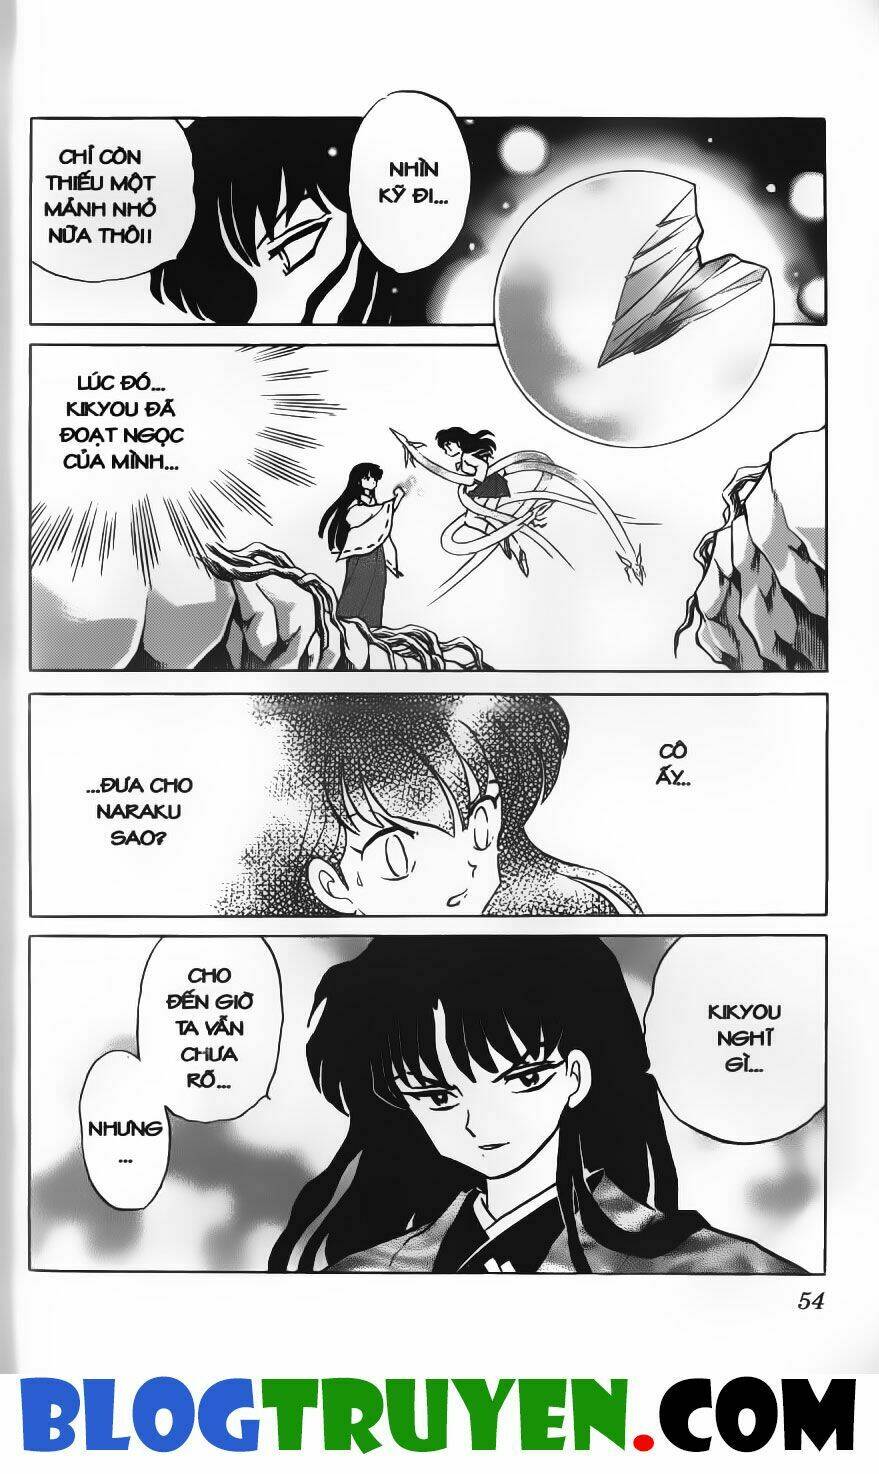 NHÌN
KỸ ĐI...
CHỈ CÒN
THIẾU MỘT
MẢNH NHỎ
NỮA THÔI!
LÚC ĐÓ...
KIKYOU ĐÃ
ĐOẠT NGỌC
CỦA MÌNH...
CÔ
ẤY...
...ĐƯA CHO
NARAKU
SAO?
KIKYOU
NGHĨ
GÌ...
CHO
ĐẾN GIỜ
TA VẪN
CHƯA
RÕ...
NHƯNG
...
54
BLOGTRUYEN.COM